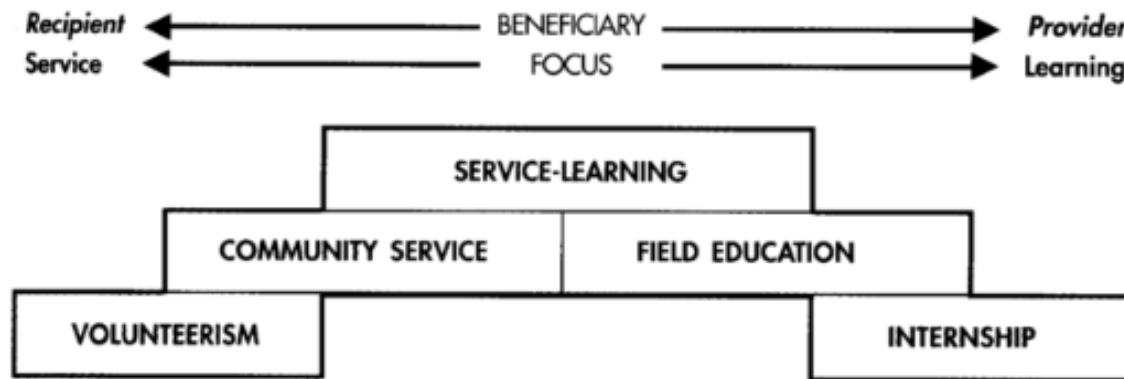 Recipient BENEFICIARY Provider
Service FOCUS Learning
SERVICE-LEARNING
COMMUNITY SERVICE FIELD EDUCATION
VOLUNTEERISM INTERNSHIP